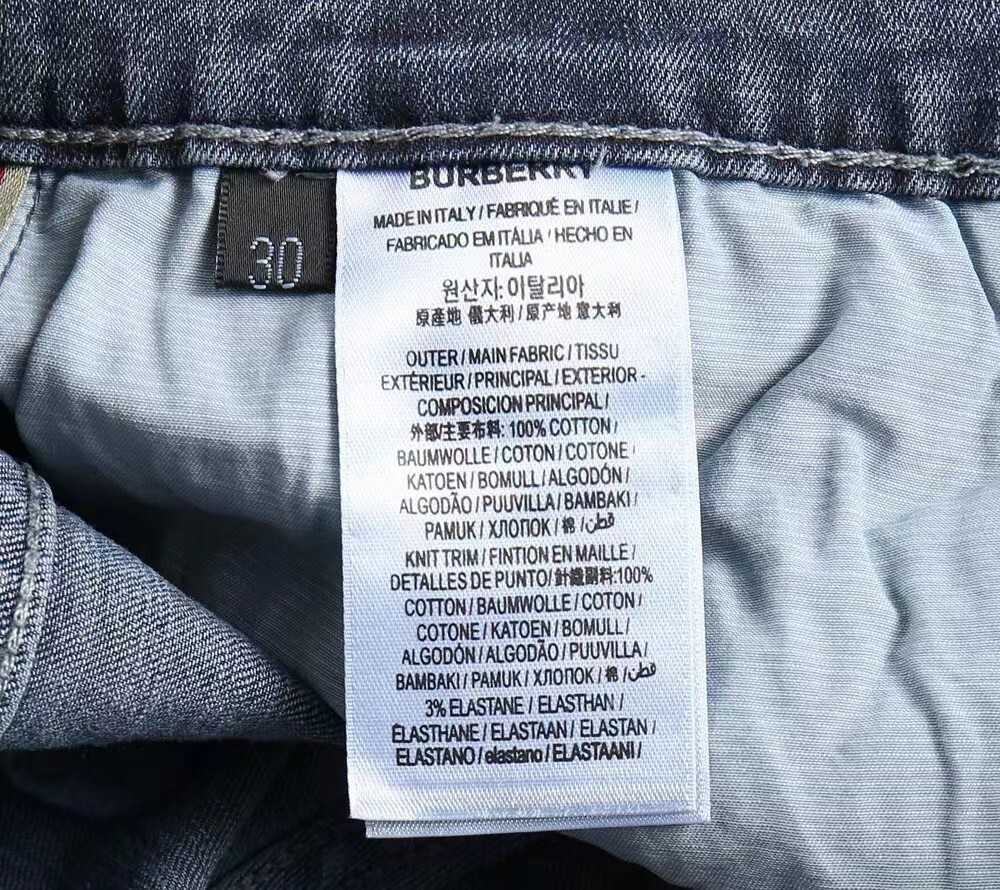 30
BURBERRY
MADE IN ITALY / FABRIQUÉ EN ITALIE /
FABRICADO EM ITÁLIA / HECHO EN
ITALIA
원산지: 이탈리아
原產地 儀大利 / 原产地 意大利
OUTER / MAIN FABRIC / TISSU
EXTÉRIEUR / PRINCIPAL / EXTERIOR -
COMPOSICION PRINCIPAL /
外部/主要布料: 100% COTTON /
BAUMWOLLE / COTON / COTONE /
KATOEN / BOMULL / ALGODÓN /
ALGODÃO / PUUVILLA / BAMBAKI /
PAMUK / ХЛОПОК / 棉 / قطن
KNIT TRIM / FINTION EN MAILLE /
DETALLES DE PUNTO/ 針織副料:100%
COTTON / BAUMWOLLE / COTON /
COTONE / KATOEN / BOMULL /
ALGODÓN / ALGODÃO / PUUVILLA /
BAMBAKI / PAMUK / ХЛОПОК / 棉 / قطن
3% ELASTANE / ELASTHAN /
ÉLASTHANE / ELASTAAN / ELASTAN /
ELASTANO / elastano / ELASTAANI /